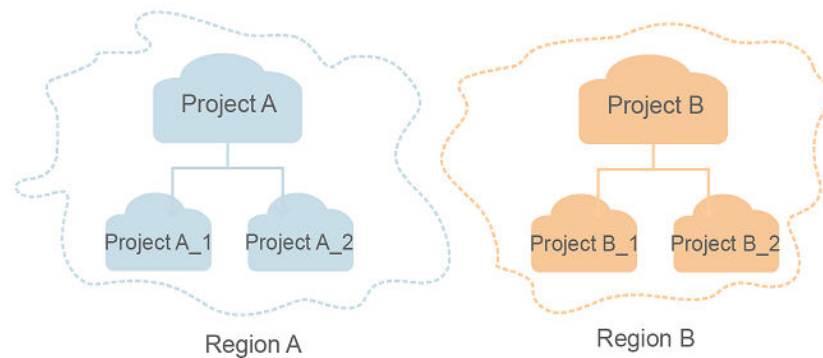 Project A
Project B
Project A_1
Project A_2
Project B_1
Project B_2
Region A
Region B